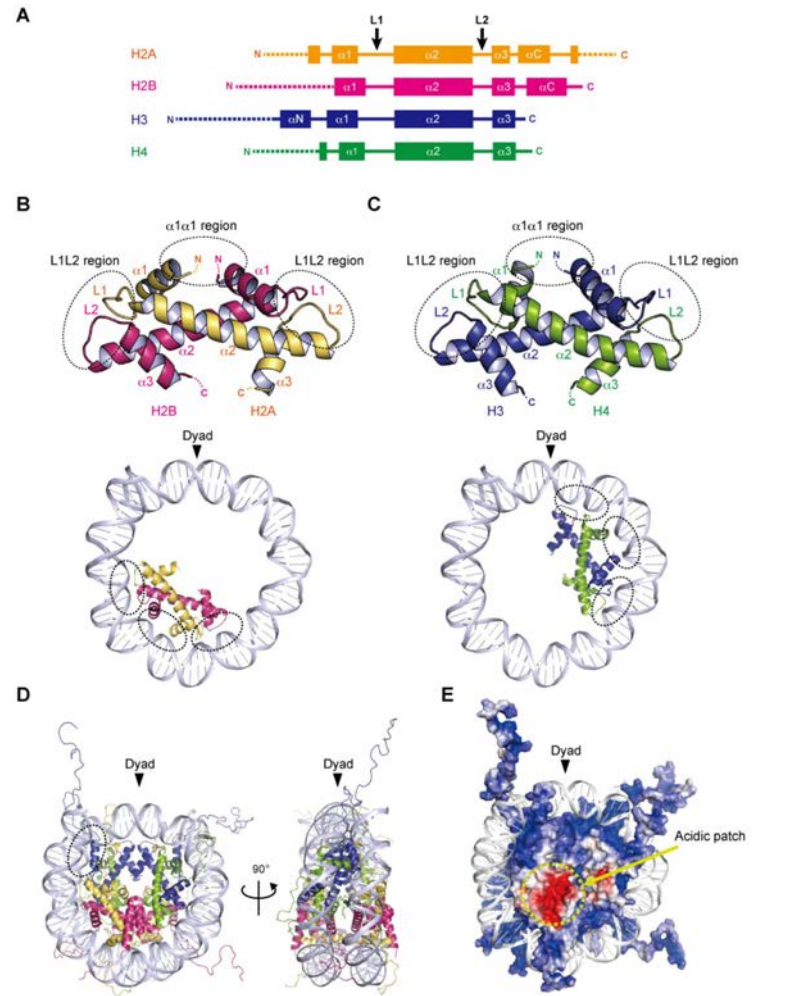 A
L1 L2
H2A N α1 α2 α3 αC C
H2B N α1 α2 α3 αC C
H3 N αN α1 α2 α3 C
H4 N α1 α2 α3 C
B
α1α1 region
L1L2 region
α1
N
N
α1
L1L2 region
L1
L1
L2
L2
α2
α2
α3
C
C
α3
H2B
H2A
Dyad
C
α1α1 region
L1L2 region
α1
N
N
α1
L1L2 region
L1
L1
L2
L2
α2
α2
α3
C
C
α3
H3
H4
Dyad
D
Dyad
90°
Dyad
E
Dyad
Acidic patch